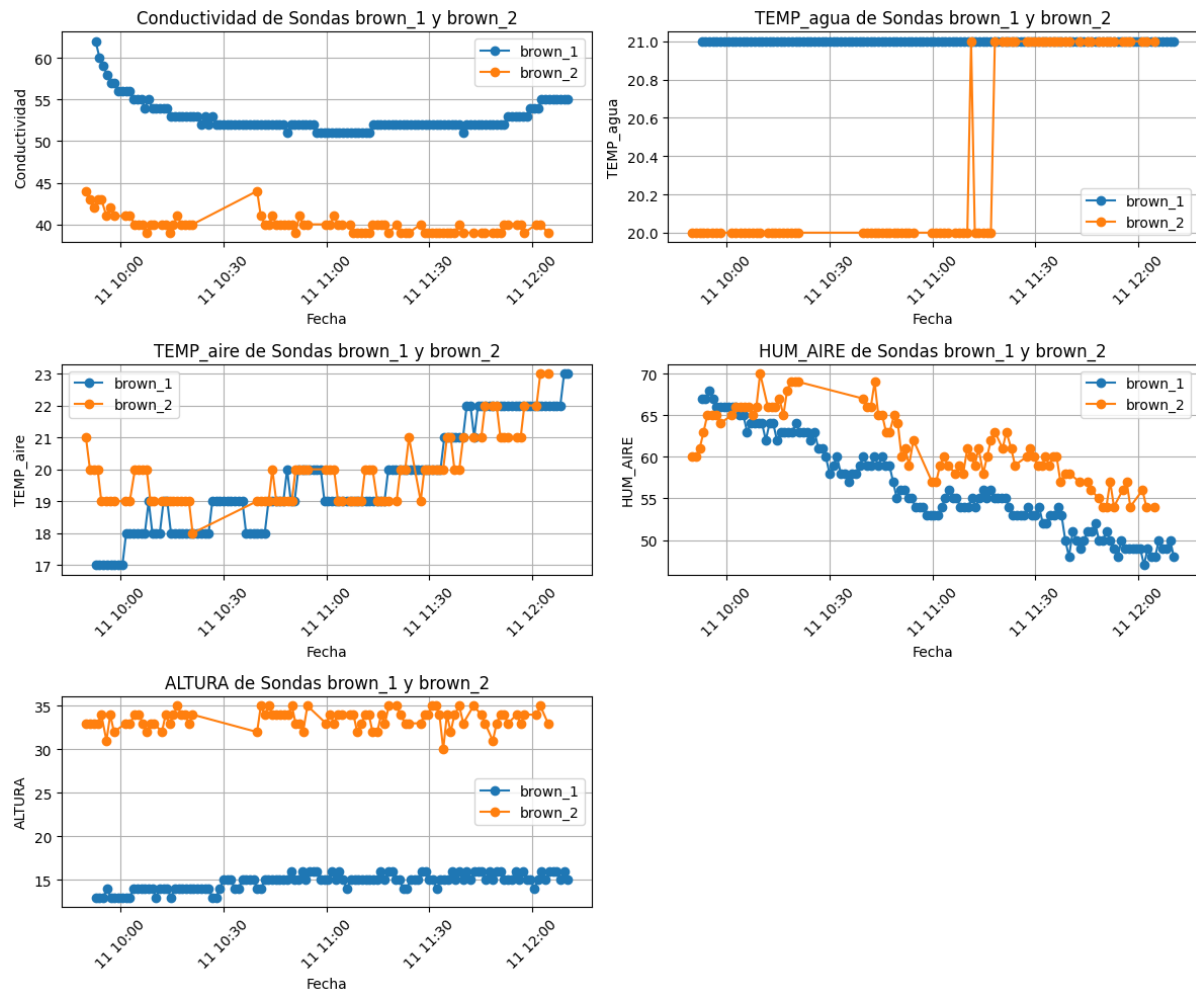 Conductividad de Sondas brown_1 y brown_2
Conductividad
60
55
50
45
40
brown_1
brown_2
11 10:00
11 10:30
11 11:00
11 11:30
11 12:00
Fecha
TEMP_agua de Sondas brown_1 y brown_2
TEMP_agua
21.0
20.8
20.6
20.4
20.2
20.0
brown_1
brown_2
11 10:00
11 10:30
11 11:00
11 11:30
11 12:00
Fecha
TEMP_aire de Sondas brown_1 y brown_2
TEMP_aire
23
22
21
20
19
18
17
brown_1
brown_2
11 10:00
11 10:30
11 11:00
11 11:30
11 12:00
Fecha
HUM_AIRE de Sondas brown_1 y brown_2
HUM_AIRE
70
65
60
55
50
brown_1
brown_2
11 10:00
11 10:30
11 11:00
11 11:30
11 12:00
Fecha
ALTURA de Sondas brown_1 y brown_2
ALTURA
35
30
25
20
15
brown_1
brown_2
11 10:00
11 10:30
11 11:00
11 11:30
11 12:00
Fecha